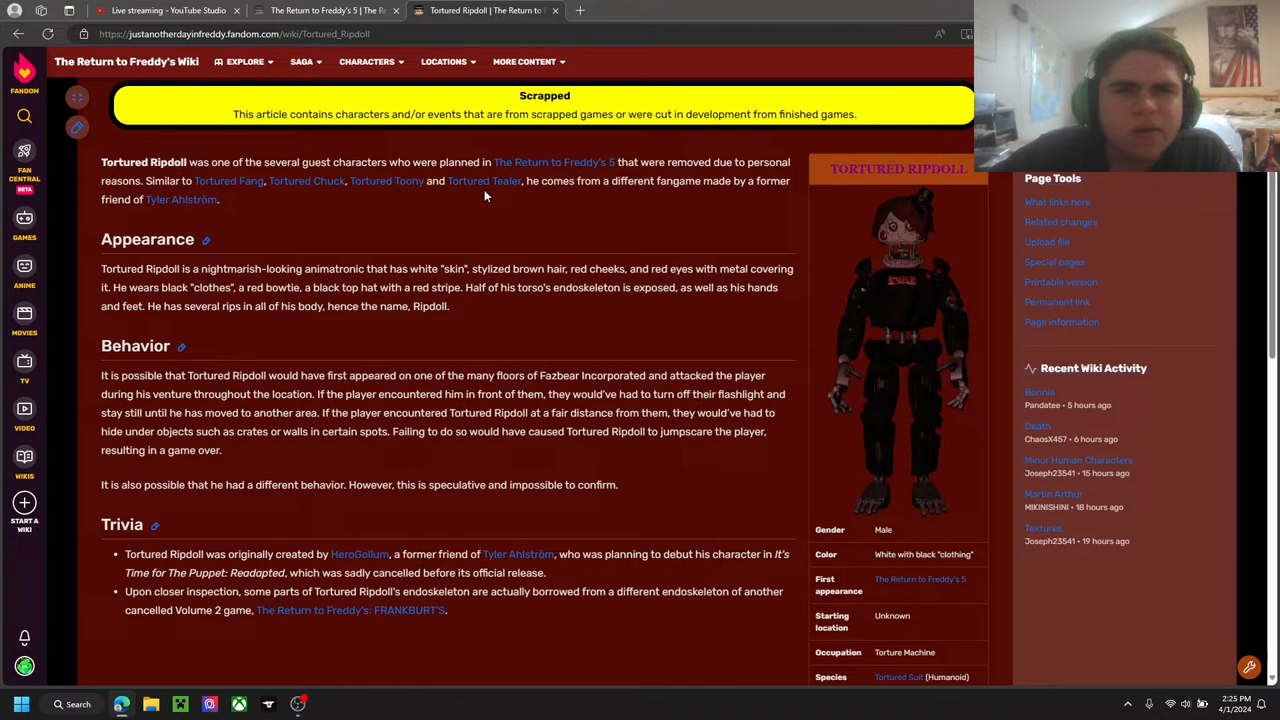 Live streaming - YouTube Studio
The Return to Freddy's 5 | The Re
Tortured Ripdoll | The Return to F
https://justanotherdayinfreddy.fandom.com/wiki/Tortured_Ripdoll
The Return to Freddy's Wiki
EXPLORE
SAGA
CHARACTERS
LOCATIONS
MORE CONTENT
FANDOM
FAN
CENTRAL
BETA
GAMES
ANIME
MOVIES
TV
VIDEO
WIKIS
START A
WIKI
Scrapped
This article contains characters and/or events that are from scrapped games or were cut in development from finished games.
Tortured Ripdoll was one of the several guest characters who were planned in The Return to Freddy's 5 that were removed due to personal
reasons. Similar to Tortured Fang, Tortured Chuck, Tortured Toony and Tortured Tealer, he comes from a different fangame made by a former
friend of Tyler Ahlström.
Appearance
Tortured Ripdoll is a nightmarish-looking animatronic that has white "skin", stylized brown hair, red cheeks, and red eyes with metal covering
it. He wears black "clothes", a red bowtie, a black top hat with a red stripe. Half of his torso's endoskeleton is exposed, as well as his hands
and feet. He has several rips in all of his body, hence the name, Ripdoll.
Behavior
It is possible that Tortured Ripdoll would have first appeared on one of the many floors of Fazbear Incorporated and attacked the player
during his venture throughout the location. If the player encountered him in front of them, they would've had to turn off their flashlight and
stay still until he has moved to another area. If the player encountered Tortured Ripdoll at a fair distance from them, they would've had to
hide under objects such as crates or walls in certain spots. Failing to do so would have caused Tortured Ripdoll to jumpscare the player,
resulting in a game over.
It is also possible that he had a different behavior. However, this is speculative and impossible to confirm.
Trivia
Tortured Ripdoll was originally created by HeroGollum, a former friend of Tyler Ahlström, who was planning to debut his character in It's
Time for The Puppet: Readapted, which was sadly cancelled before its official release.
Upon closer inspection, some parts of Tortured Ripdoll's endoskeleton are actually borrowed from a different endoskeleton of another
cancelled Volume 2 game, The Return to Freddy's: FRANKBURT'S.
TORTURED RIPDOLL
Gender Male
Color White with black "clothing"
First The Return to Freddy's 5
appearance
Starting Unknown
location
Occupation Torture Machine
Species Tortured Suit (Humanoid)
Page Tools
What links here
Related changes
Upload file
Special pages
Printable version
Permanent link
Page information
Recent Wiki Activity
Bonnie
Pandatee • 5 hours ago
Death
ChaosX457 • 6 hours ago
Minor Human Characters
Joseph23541 • 15 hours ago
Martin Arthur
MIKINISHINI • 18 hours ago
Textures
Joseph23541 • 19 hours ago
Search
2:25 PM
4/1/2024